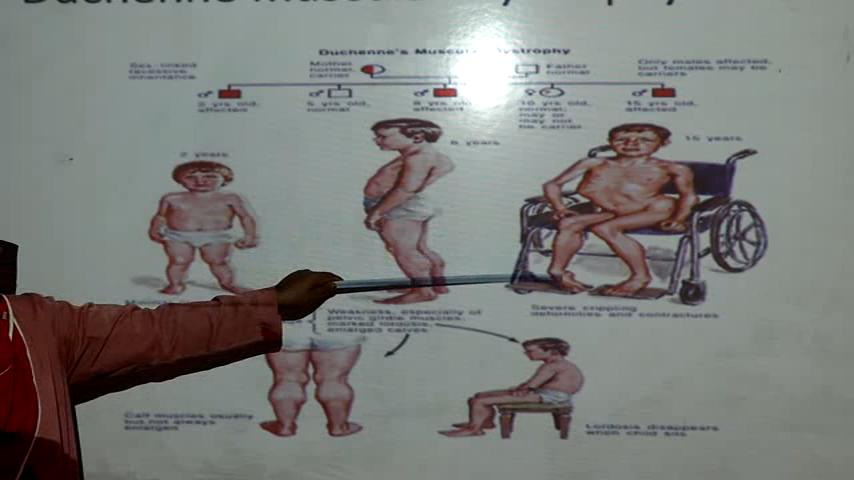 Duchenne's Muscular Dystrophy
Sex-linked
recessive
inheritance
Mother
normal,
carrier
Father
normal
Only males affected,
but females may be
carriers
2 yrs old,
affected
5 yrs old,
normal
8 yrs old,
affected
10 yrs old,
normal;
may or
may not
be carrier
15 yrs old,
affected
2 years
8 years
15 years
Weakness, especially of
pelvic girdle muscles;
marked lordosis;
enlarged calves
Severe crippling
deformities and contractures
Calf muscles usually
but not always
enlarged
Lordosis disappears
when child sits